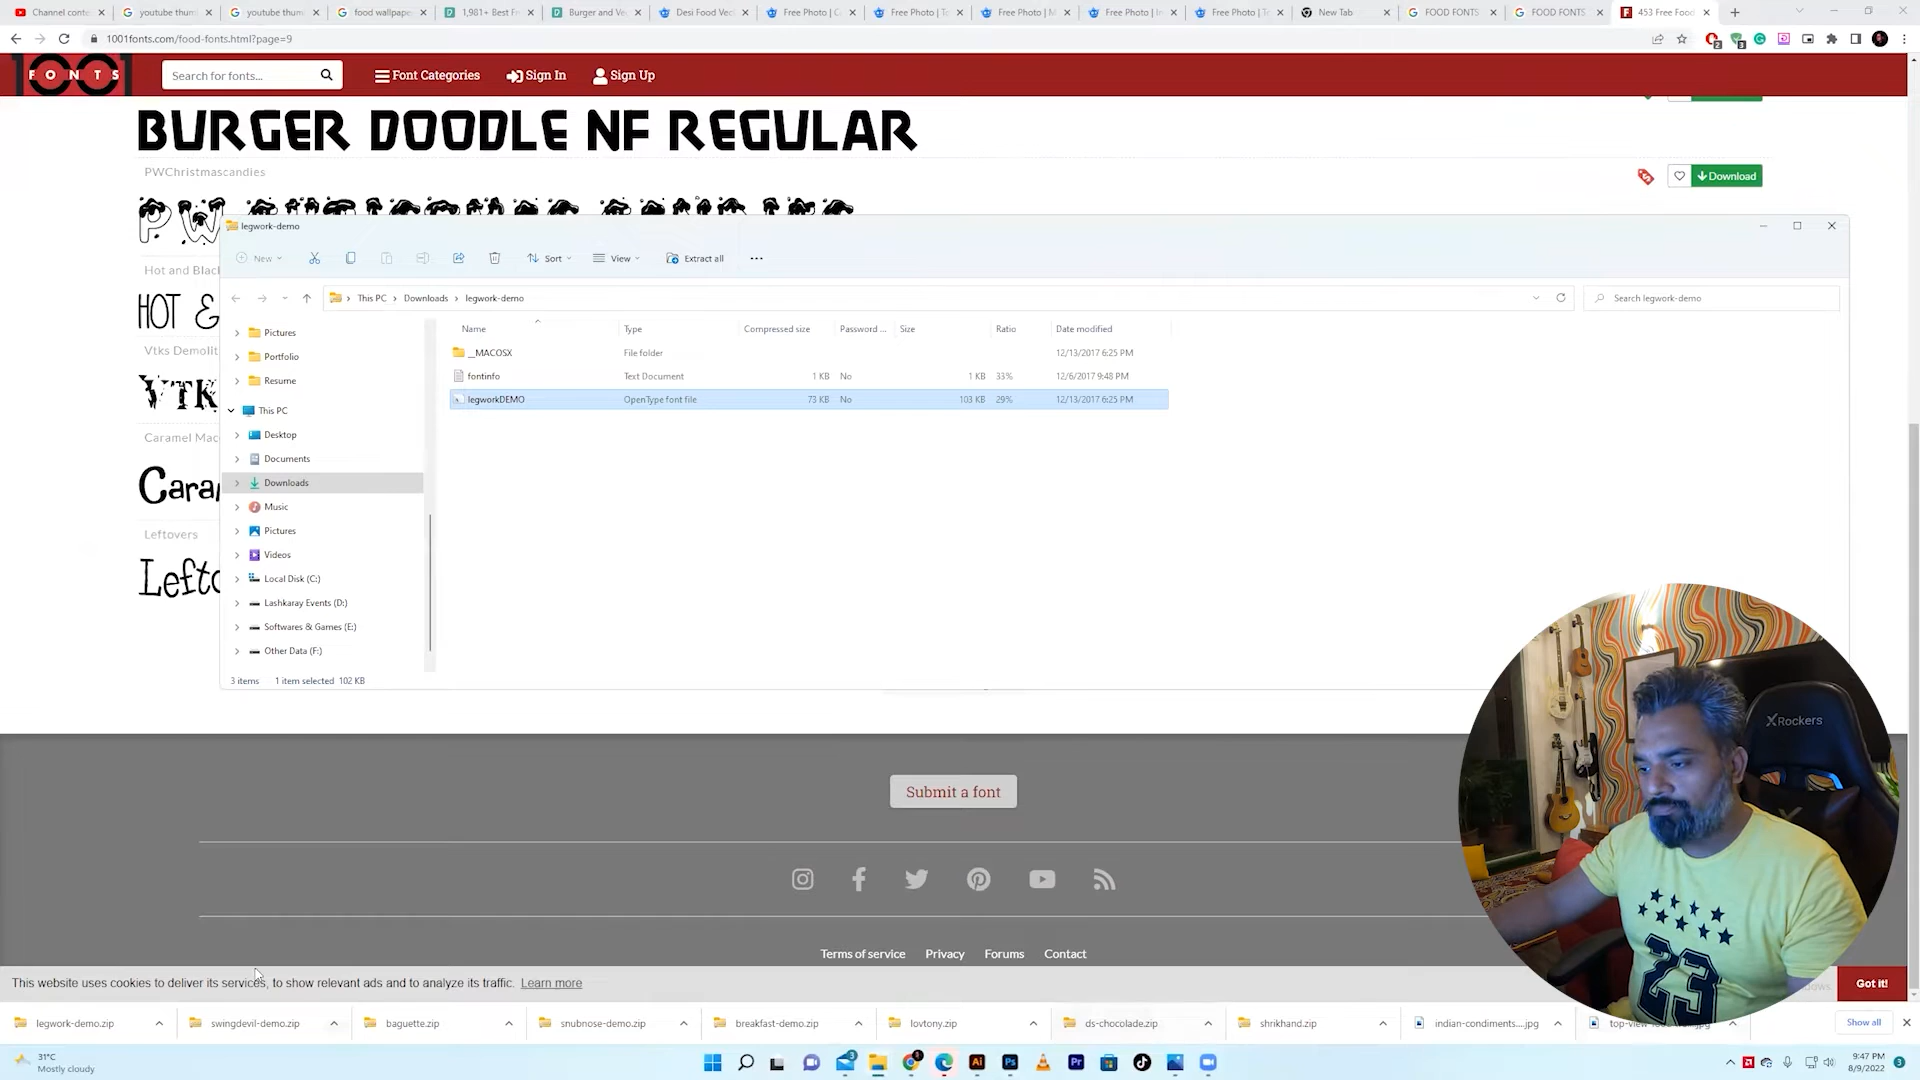 Channel conte
youtube thum
youtube thum
food wallpape
1,981+ Best Fr
Burger and Ve
Desi Food Vec
Free Photo | C
Free Photo | To
Free Photo | M
Free Photo | In
Free Photo | Tr
New Tab
FOOD FONTS
FOOD FONTS
453 Free Food
1001fonts.com/food-fonts.html?page=9
1001
FONTS
Search for fonts...
Font Categories
Sign In
Sign Up
BURGER DOODLE NF REGULAR
PWChristmascandies
Download
legwork-demo
Hot and Blac
HOT &
New
Sort
View
Extract all
This PC
Downloads
legwork-demo
Search legwork-demo
Pictures
Portfolio
Resume
This PC
Desktop
Documents
Downloads
Music
Pictures
Videos
Local Disk (C:)
Lashkaray Events (D:)
Softwares & Games (E:)
Other Data (F:)
Name Type Compressed size Password ... Size Ratio Date modified
__MACOSX File folder 12/13/2017 6:25 PM
fontinfo Text Document 1 KB No 1 KB 33% 12/6/2017 9:48 PM
legworkDEMO OpenType font file 73 KB No 103 KB 29% 12/13/2017 6:25 PM
Vtks Demolit
VTK
Caramel Mac
Caram
Leftovers
Lefto
3 items 1 item selected 102 KB
XRockers
23
Submit a font
Terms of service
Privacy
Forums
Contact
This website uses cookies to deliver its services, to show relevant ads and to analyze its traffic. Learn more
Got it!
legwork-demo.zip
swingdevil-demo.zip
baguette.zip
snubnose-demo.zip
breakfast-demo.zip
lovtony.zip
ds-chocolade.zip
shrikhand.zip
indian-condiments....jpg
Show all
31°C
Mostly cloudy
9:47 PM
8/9/2022